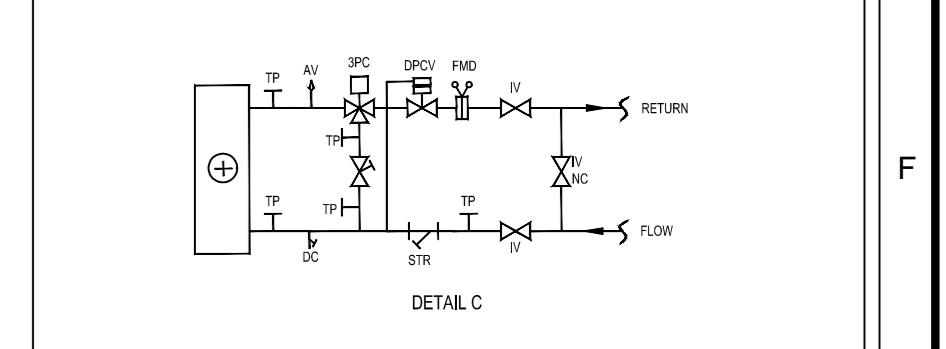 TP
AV
3PC
DPCV
FMD
IV
RETURN
TP
IV
NC
F
TP
TP
TP
IV
FLOW
DC
STR
DETAIL C